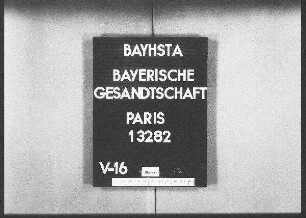 BAYHSTA
BAYERISCHE
GESANDTSCHAFT
PARIS
13282
V-16